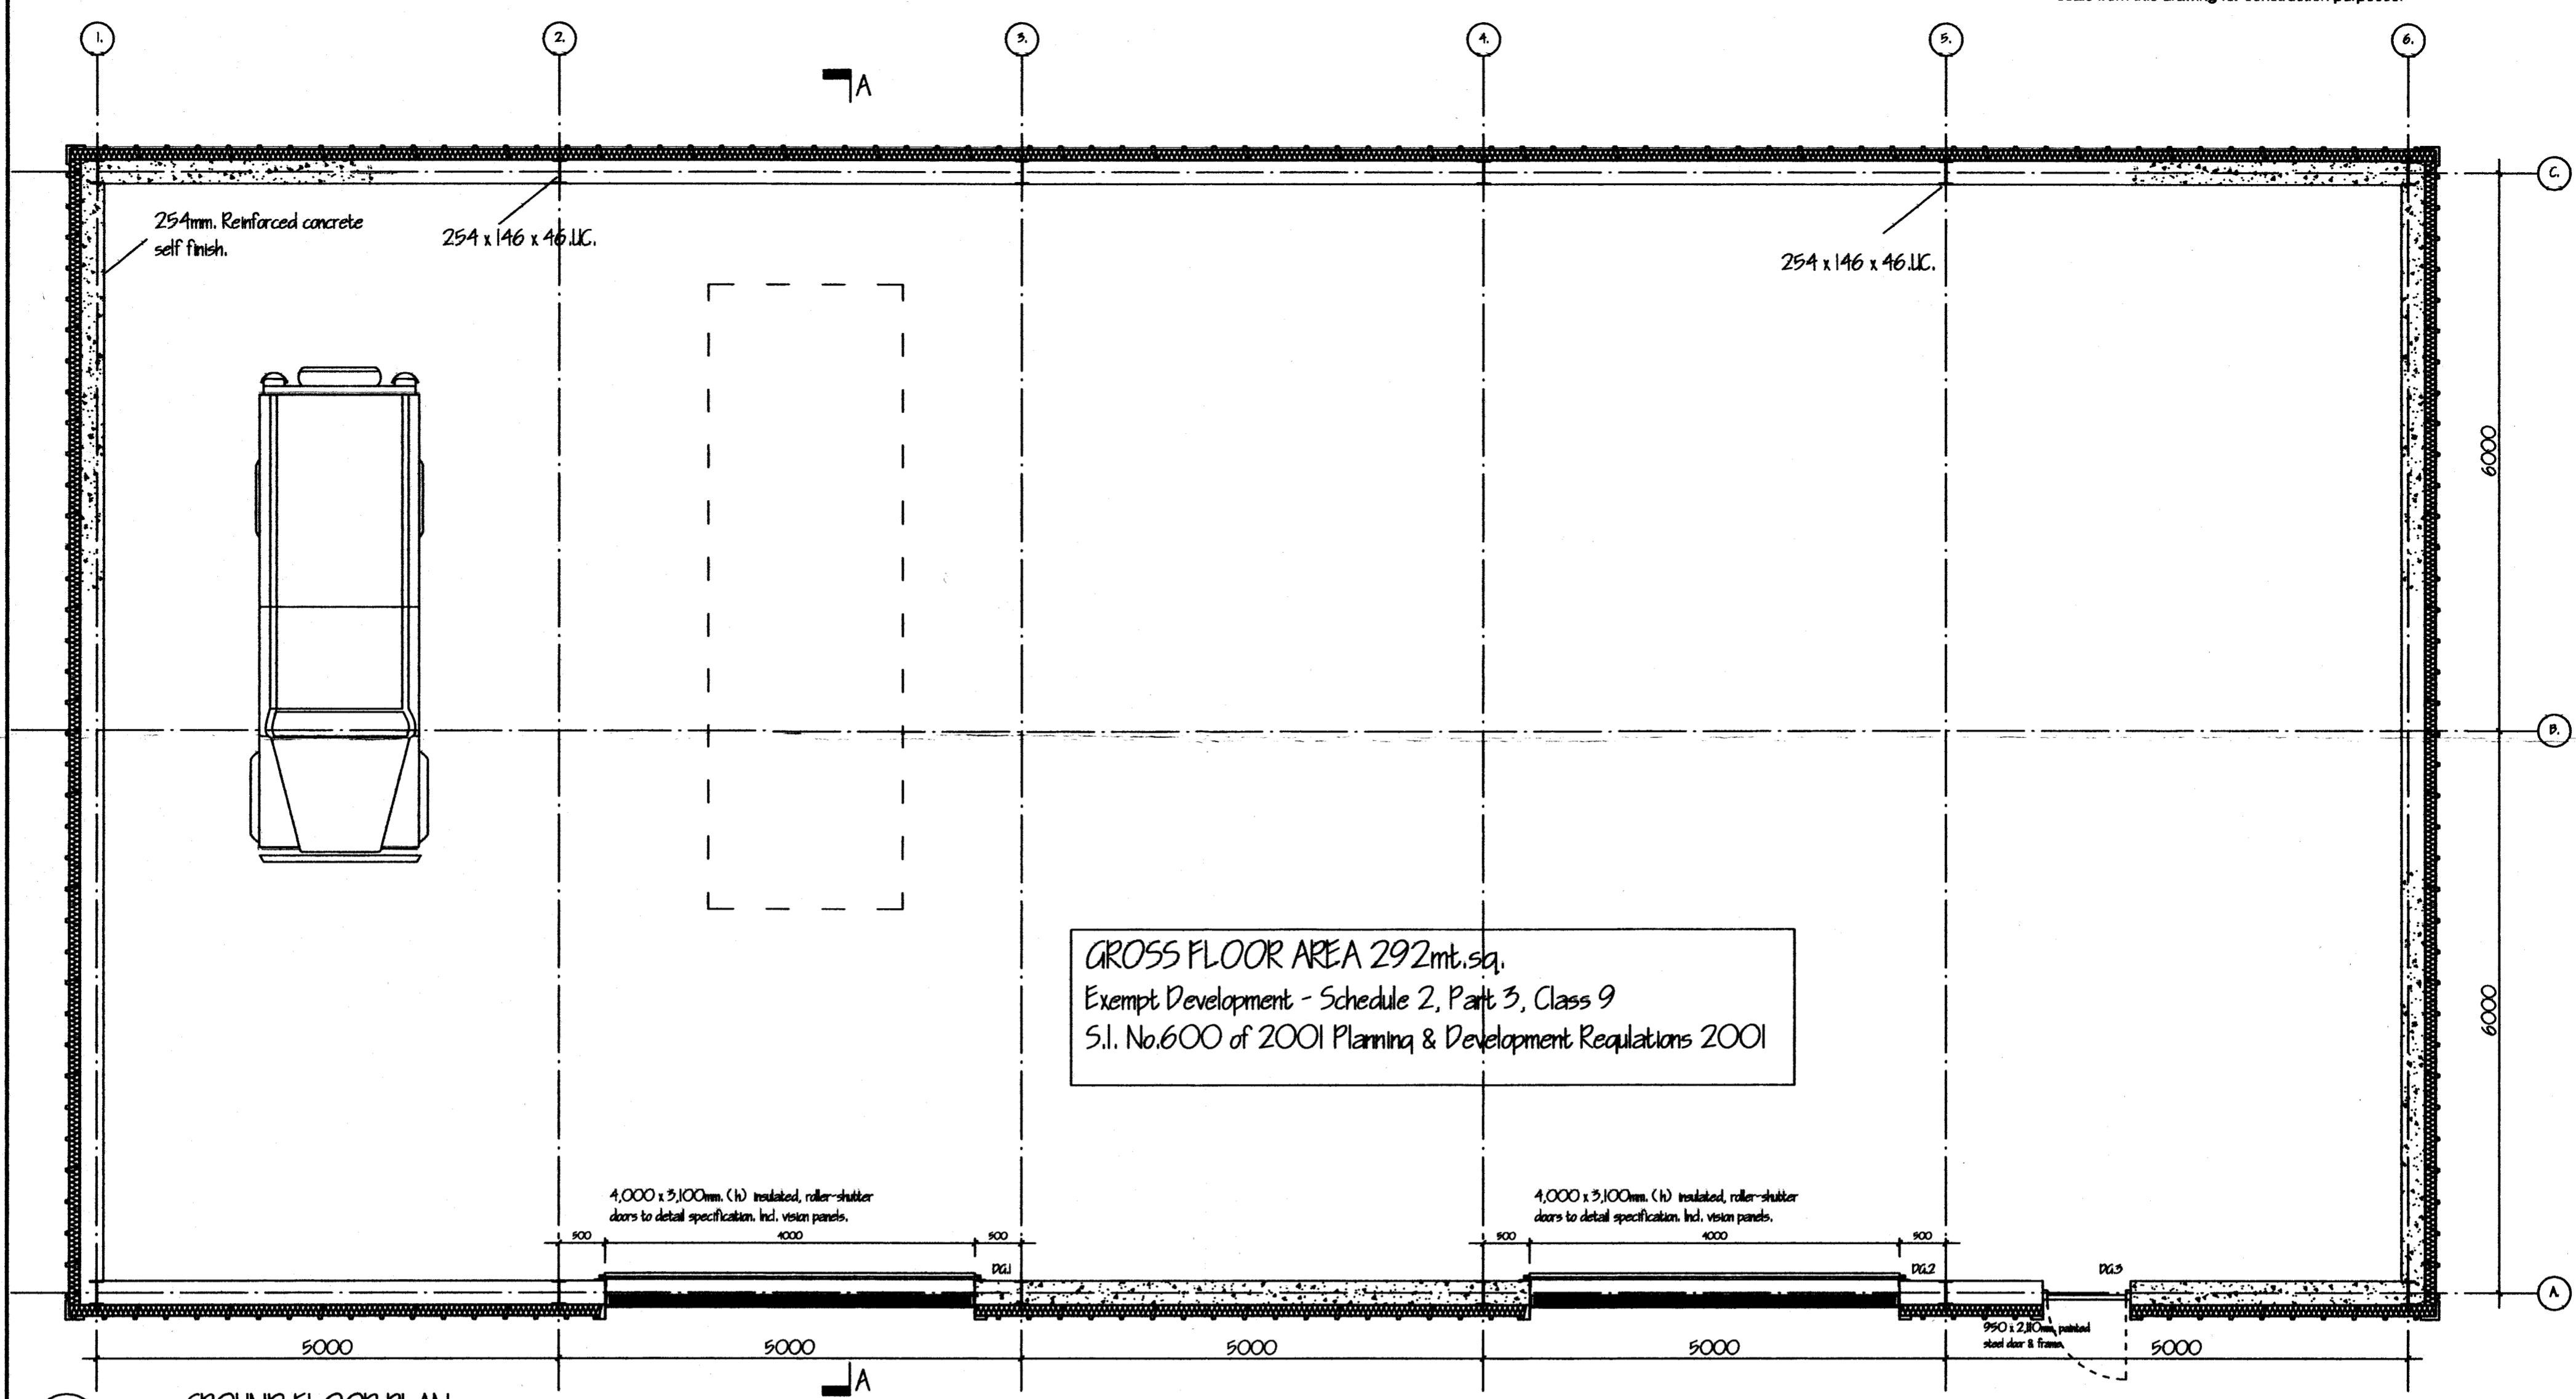 1.
2.
3.
4.
5.
6.
A
C.
254mm. Reinforced concrete
self finish.
254 x 146 x 46.UC.
254 x 146 x 46.UC.
6000
B.
GROSS FLOOR AREA 292mt.sq.
Exempt Development - Schedule 2, Part 3, Class 9
S.I. No.600 of 2001 Planning & Development Regulations 2001
6000
4,000 x 3,100mm. (h) insulated, roller-shutter
doors to detail specification. Incl. vision panels.
4,000 x 3,100mm. (h) insulated, roller-shutter
doors to detail specification. Incl. vision panels.
500
4000
500
500
4000
500
DG.1
DG.2
DG.3
A.
950 x 2,110mm. painted
steel door & frame.
5000
5000
5000
5000
5000
A
GROUND FLOOR PLAN